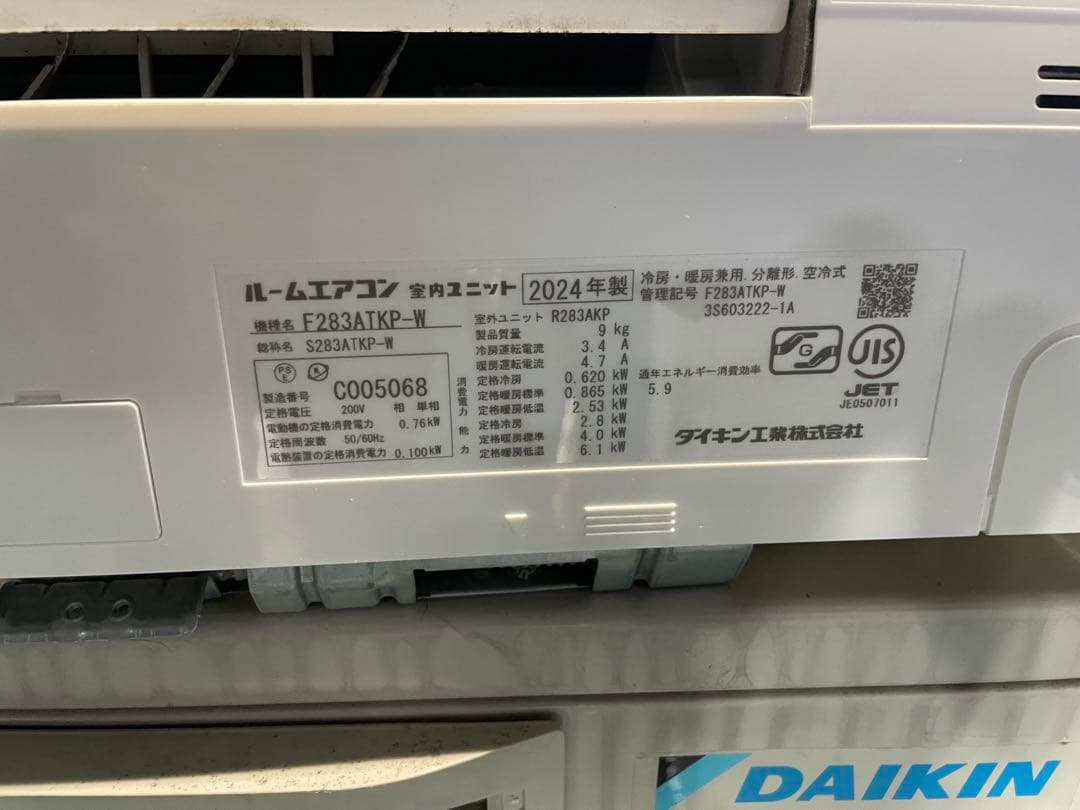 ルームエアコン 室内ユニット 2024年製
機種名 F283ATKP-W
総称名 S283ATKP-W
PS E
製造番号 C005068
定格電圧 200V 相 単相
電動機の定格消費電力 0.76kW
定格周波数 50/60Hz
電熱装置の定格消費電力 0.100kW
室外ユニット R283AKP
製品質量 9 kg
冷房運転電流 3.4 A
暖房運転電流 4.7 A
消費電力
定格冷房 0.620 kW
定格暖房標準 0.865 kW
定格暖房低温 2.53 kW
能力
定格冷房 2.8 kW
定格暖房標準 4.0 kW
定格暖房低温 6.1 kW
冷房・暖房兼用.分離形.空冷式
管理記号 F283ATKP-W
3S603222-1A
通年エネルギー消費効率
5.9
G
JIS
JET
JE0507011
ダイキン工業株式会社
DAIKIN